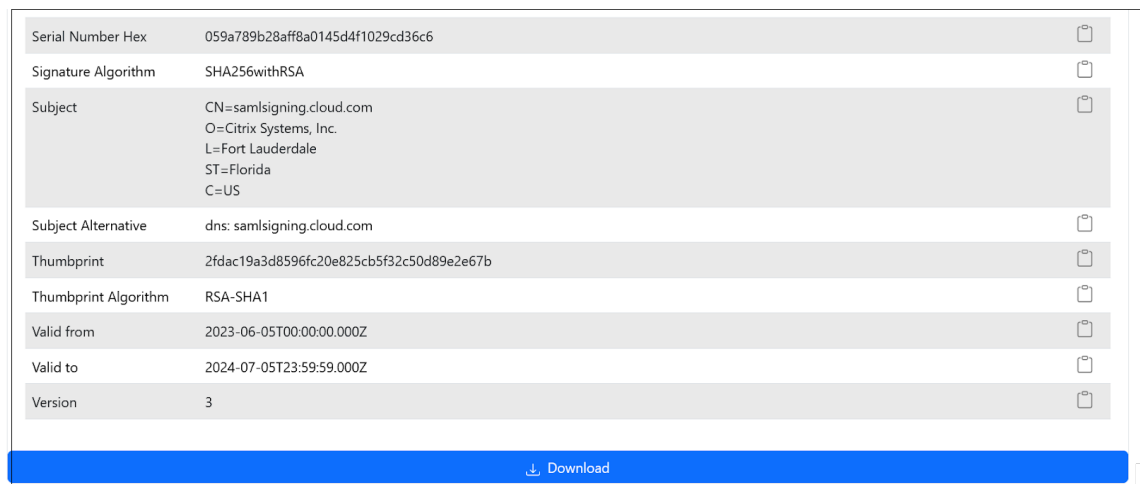 Serial Number Hex 059a789b28aff8a0145d4f1029cd36c6
Signature Algorithm SHA256withRSA
Subject CN=samlsigning.cloud.com
O=Citrix Systems, Inc.
L=Fort Lauderdale
ST=Florida
C=US
Subject Alternative dns: samlsigning.cloud.com
Thumbprint 2fdac19a3d8596fc20e825cb5f32c50d89e2e67b
Thumbprint Algorithm RSA-SHA1
Valid from 2023-06-05T00:00:00.000Z
Valid to 2024-07-05T23:59:59.000Z
Version 3
Download